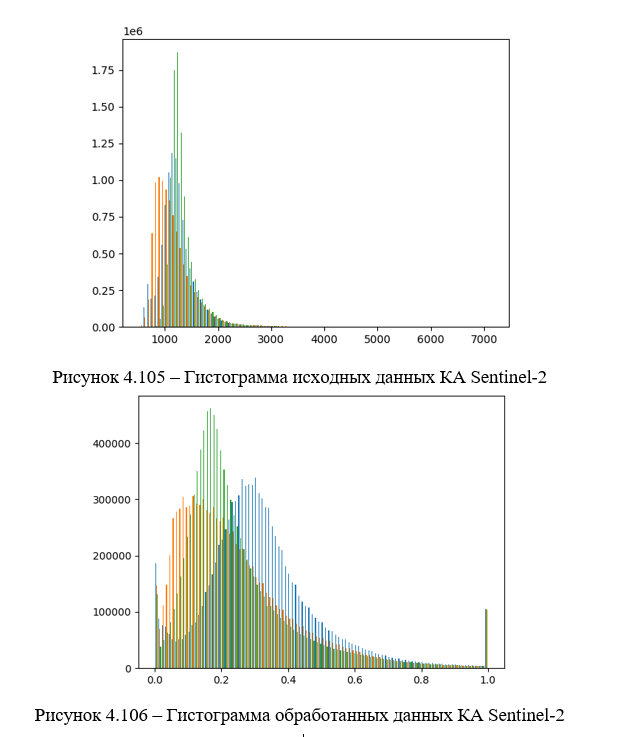 1e6
1.75
1.50
1.25
1.00
0.75
0.50
0.25
0.00
1000 2000 3000 4000 5000 6000 7000
Рисунок 4.105 – Гистограмма исходных данных КА Sentinel-2
400000
300000
200000
100000
0
0.0 0.2 0.4 0.6 0.8 1.0
Рисунок 4.106 – Гистограмма обработанных данных КА Sentinel-2